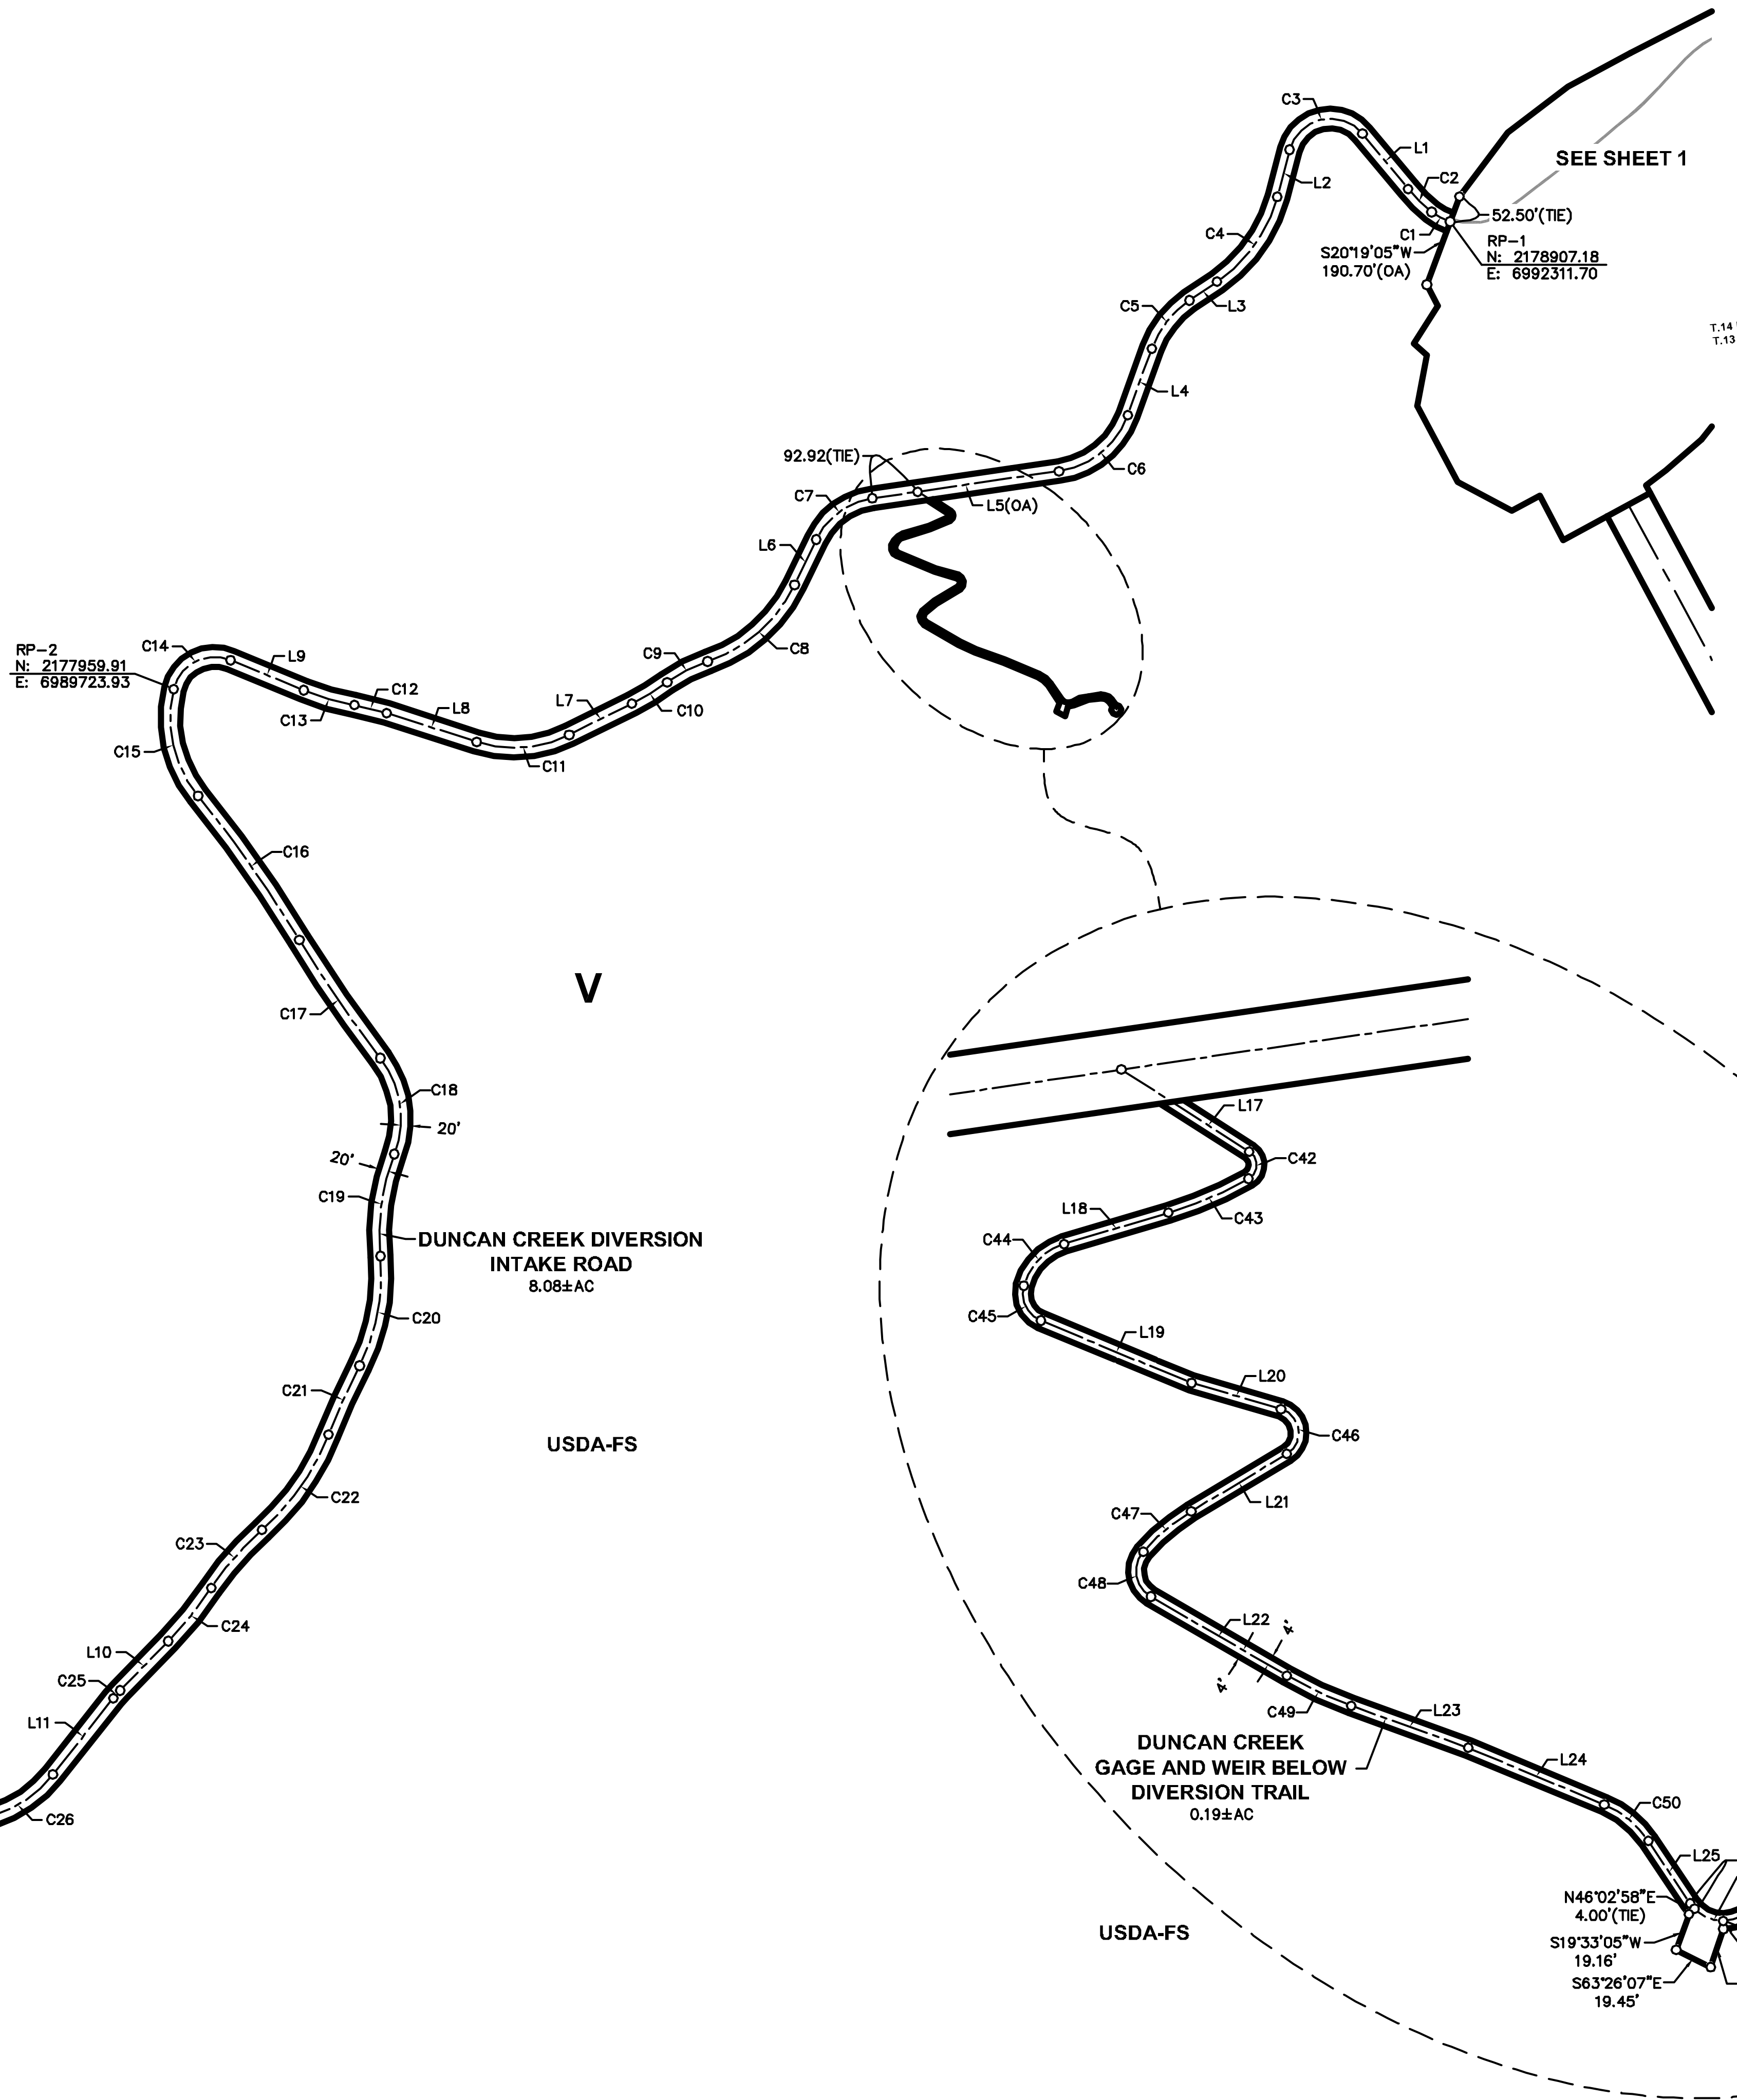 C3
L1
SEE SHEET 1
C2
L2
52.50'(TIE)
C4
C1
RP-1
S20°19'05"W
N: 2178907.18
190.70'(OA)
E: 6992311.70
C5
L3
T.14
T.13
L4
92.92(TIE)
C6
C7
L5(OA)
L6
RP-2
C14
N: 2177959.91
L9
C9
C8
E: 6989723.93
C12
C13
L8
L7
C10
C15
C11
C16
V
C17
C18
20'
L17
20'
C42
C19
L18
C43
DUNCAN CREEK DIVERSION
INTAKE ROAD
8.08±AC
C44
C20
C45
L19
C21
L20
USDA-FS
C46
C22
L21
C47
C23
C48
C24
L22
4'
L10
C25
4'
L11
C49
L23
DUNCAN CREEK
GAGE AND WEIR BELOW
DIVERSION TRAIL
0.19±AC
L24
C26
C50
L25
N46°02'58"E
4.00'(TIE)
USDA-FS
S19°33'05"W
19.16'
S63°26'07"E
19.45'